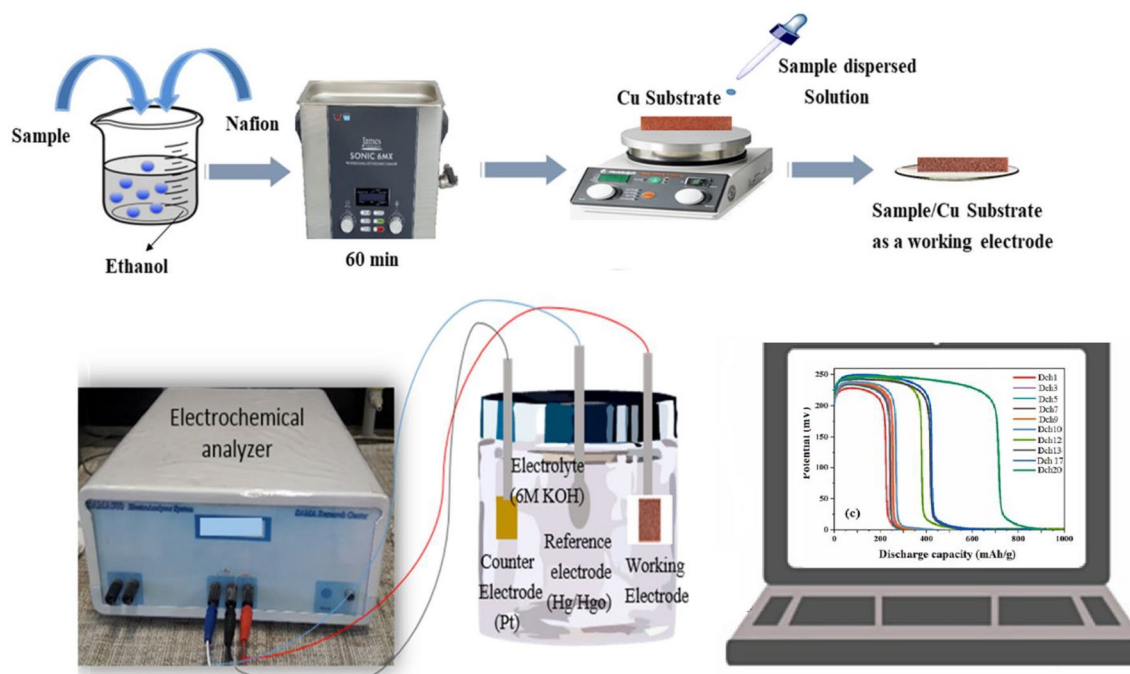 Sample
Nafion
Ethanol
James
SONIC 6MX
60 min
Cu Substrate
Sample dispersed
Solution
Sample/Cu Substrate
as a working electrode
Electrochemical
analyzer
Electrolyte
(6M KOH)
Counter
Electrode
(Pt)
Reference
electrode
(Hg/Hgo)
Working
Electrode
Potential (mV)
250
200
150
100
50
0
Dch1
Dch3
Dch5
Dch7
Dch9
Dch10
Dch12
Dch13
Dch 17
Dch20
(c)
0 200 400 600 800 1000
Discharge capacity (mAh/g)